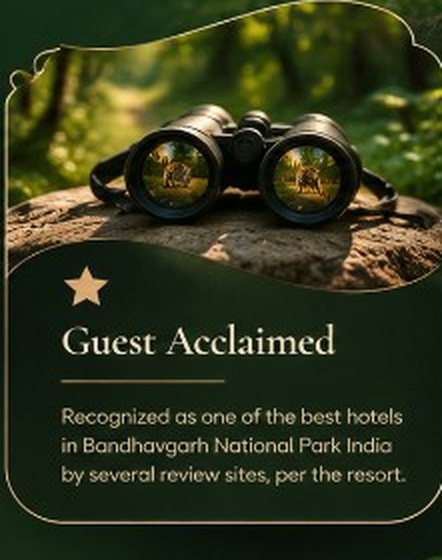 Guest Acclaimed
Recognized as one of the best hotels
in Bandhavgarh National Park India
by several review sites, per the resort.